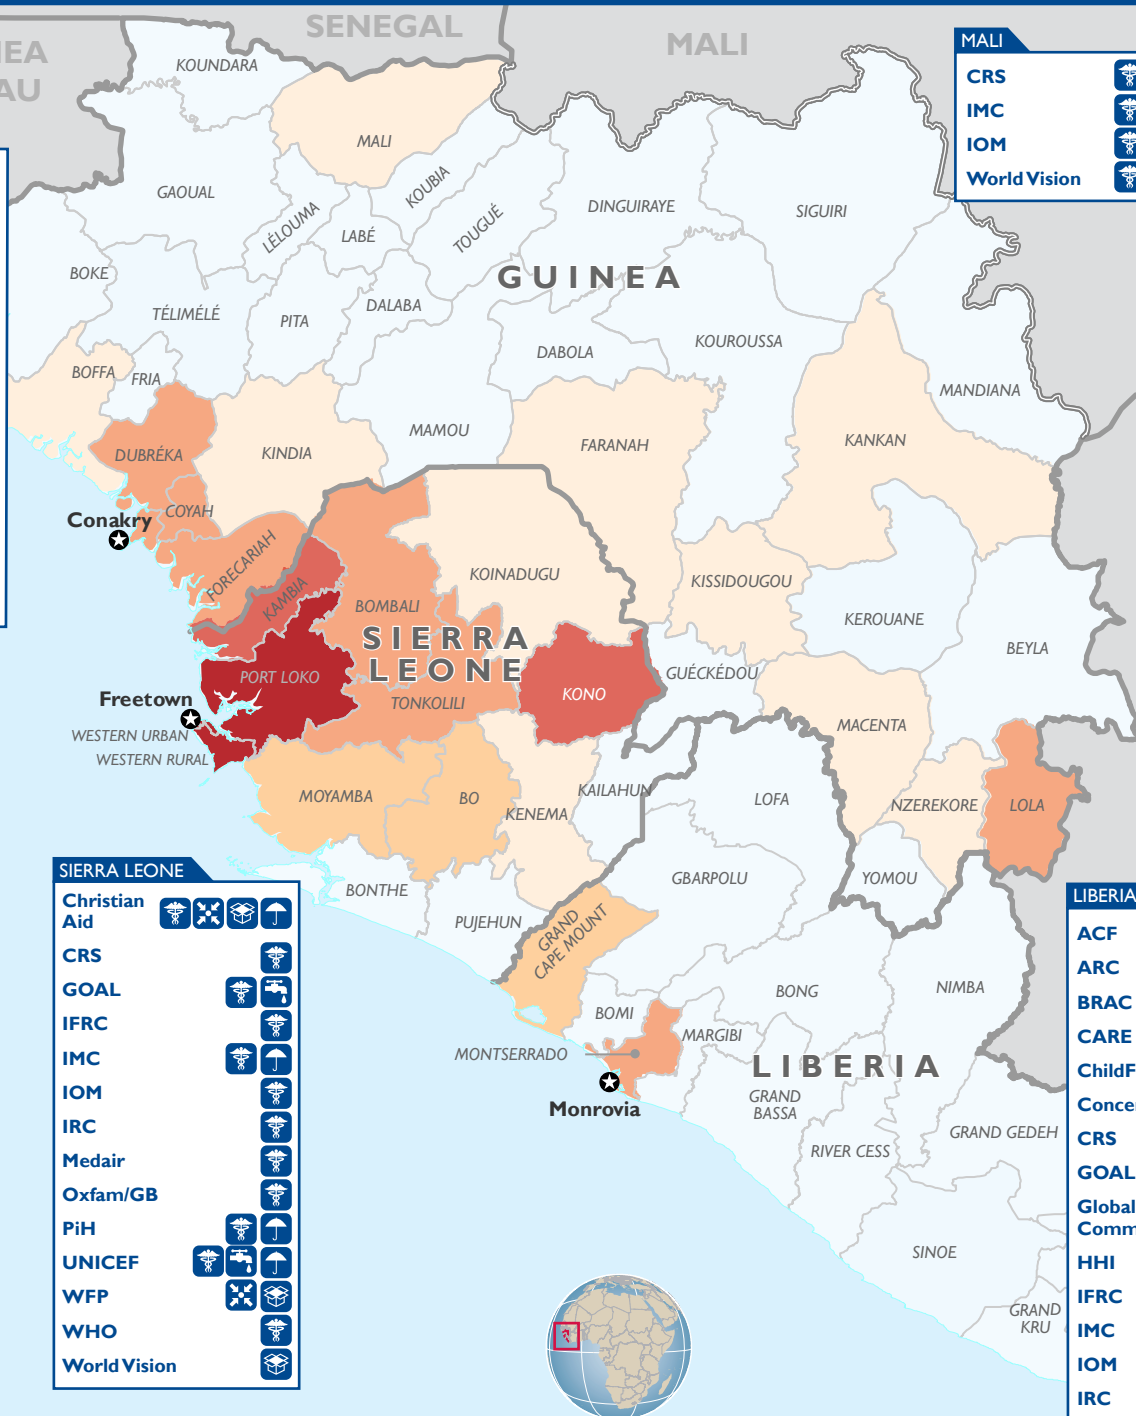 SENEGAL
MALI
EA
AU
KOUNDARA
MALI
GAOUAL
KOUBIA
LÉLOUMA
LABÉ
TOUGUÉ
DINGUIRAYE
SIGUIRI
GUINEA
BOKE
TÉLIMÉLÉ
PITA
DALABA
DABOLA
KOUROUSSA
MANDIANA
BOFFA
FRIA
DUBRÉKA
KINDIA
MAMOU
FARANAH
KANKAN
COYAH
Conakry
FORECARIAH
KAMBIA
KOINADUGU
KISSIDOUGOU
BOMBALI
KEROUANE
BEYLA
SIERRA
LEONE
PORT LOKO
KONO
GUÉCKÉDOU
TONKOLILI
Freetown
WESTERN URBAN
WESTERN RURAL
MACENTA
MOYAMBA
BO
KENEMA
KAILAHUN
LOFA
NZEREKORE
LOLA
BONTHE
PUJEHUN
GBARPOLU
YOMOU
GRAND
CAPE MOUNT
BOMI
BONG
NIMBA
MARGIBI
MONTSERRADO
LIBERIA
Monrovia
GRAND
BASSA
RIVER CESS
GRAND GEDEH
SINOE
GRAND
KRU
MALI
CRS
IMC
IOM
World Vision
SIERRA LEONE
Christian
Aid
CRS
GOAL
IFRC
IMC
IOM
IRC
Medair
Oxfam/GB
PiH
UNICEF
WFP
WHO
World Vision
LIBERIA
ACF
ARC
BRAC
CARE
ChildF
Concer
CRS
GOAL
Global
Comm
HHI
IFRC
IMC
IOM
IRC